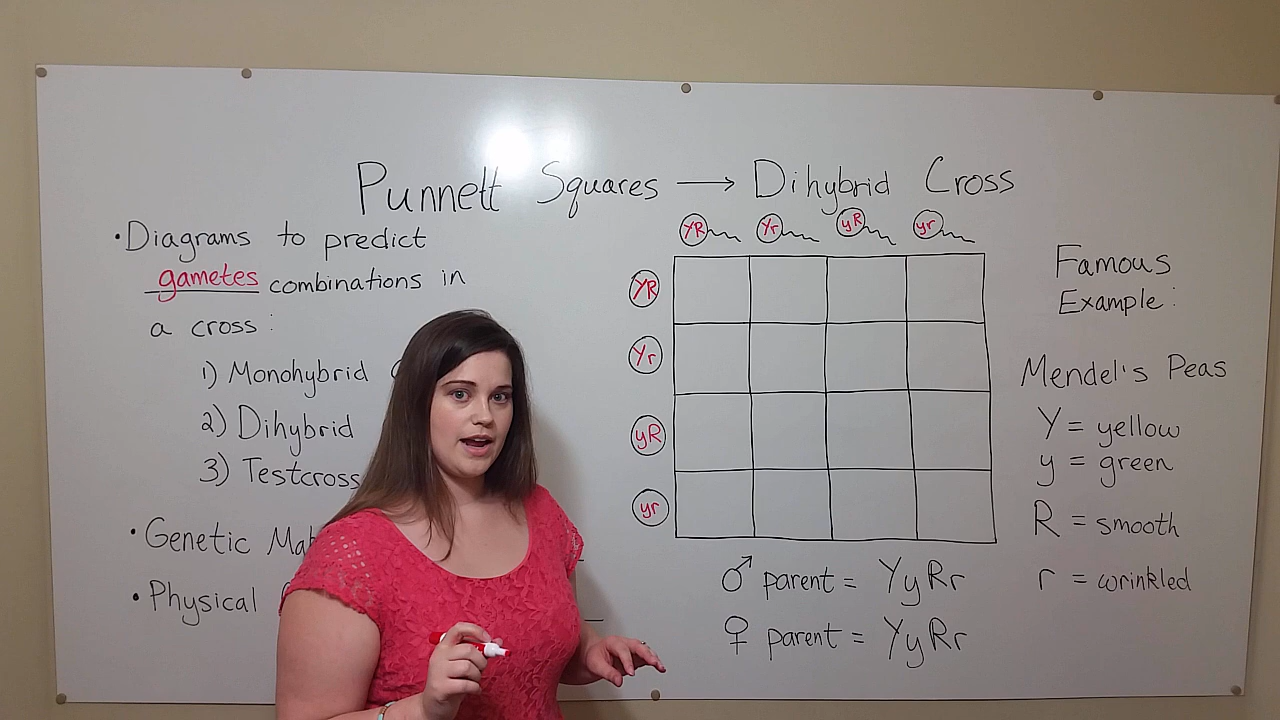 Punnett Squares → Dihybrid Cross
• Diagrams to predict
gametes combinations in
a cross:
1) Monohybrid
2) Dihybrid
3) Testcross
• Genetic
• Physical
YR Yr yR yr
YR
Yr
yR
yr
♂ parent = YyRr
♀ parent = YyRr
Famous
Example:
Mendel's Peas
Y = yellow
y = green
R = smooth
r = wrinkled